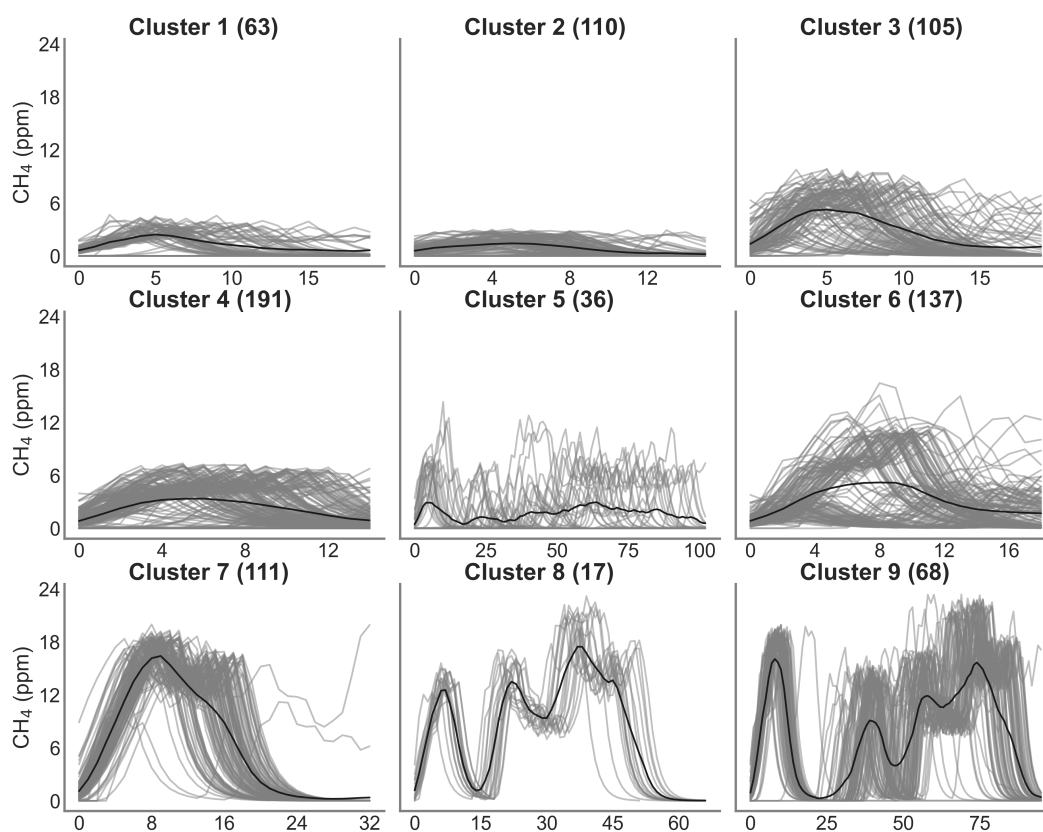 Cluster 1 (63) Cluster 2 (110) Cluster 3 (105)
24
18
12
6
0
CH₄ (ppm)
0 5 10 15 0 4 8 12 0 5 10 15
Cluster 4 (191) Cluster 5 (36) Cluster 6 (137)
24
18
12
6
0
CH₄ (ppm)
0 4 8 12 0 25 50 75 100 0 4 8 12 16
Cluster 7 (111) Cluster 8 (17) Cluster 9 (68)
24
18
12
6
0
CH₄ (ppm)
0 8 16 24 32 0 15 30 45 60 0 25 50 75